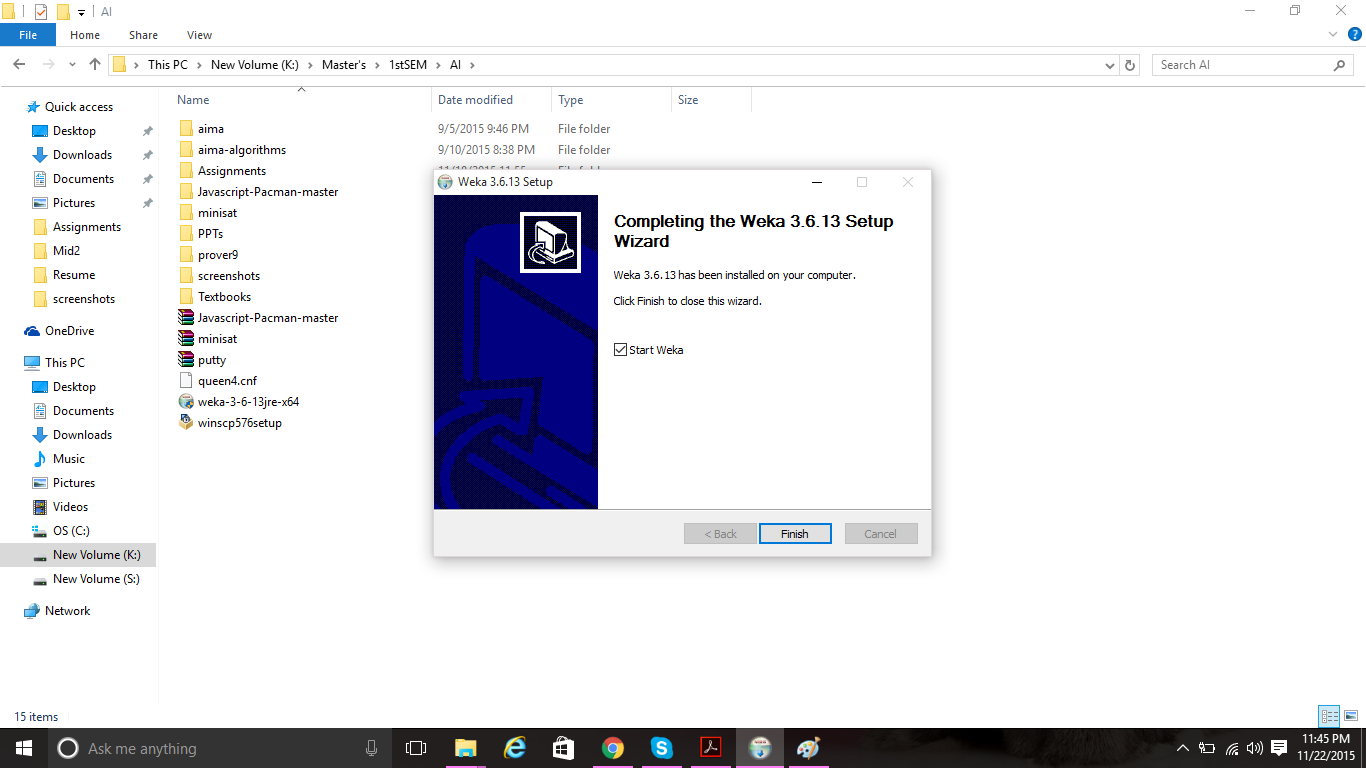 AI
File Home Share View
This PC New Volume (K:) Master's 1stSEM AI
Search AI
Name Date modified Type Size
Quick access
Desktop
Downloads
Documents
Pictures
Assignments
Mid2
Resume
screenshots
OneDrive
This PC
Desktop
Documents
Downloads
Music
Pictures
Videos
OS (C:)
New Volume (K:)
New Volume (S:)
Network
aima 9/5/2015 9:46 PM File folder
aima-algorithms 9/10/2015 8:38 PM File folder
Assignments
Javascript-Pacman-master
minisat
PPTs
prover9
screenshots
Textbooks
Javascript-Pacman-master
minisat
putty
queen4.cnf
weka-3-6-13jre-x64
winscp576setup
Weka 3.6.13 Setup
Completing the Weka 3.6.13 Setup
Wizard
Weka 3.6.13 has been installed on your computer.
Click Finish to close this wizard.
Start Weka
< Back Finish Cancel
15 items
Ask me anything
11:45 PM
11/22/2015